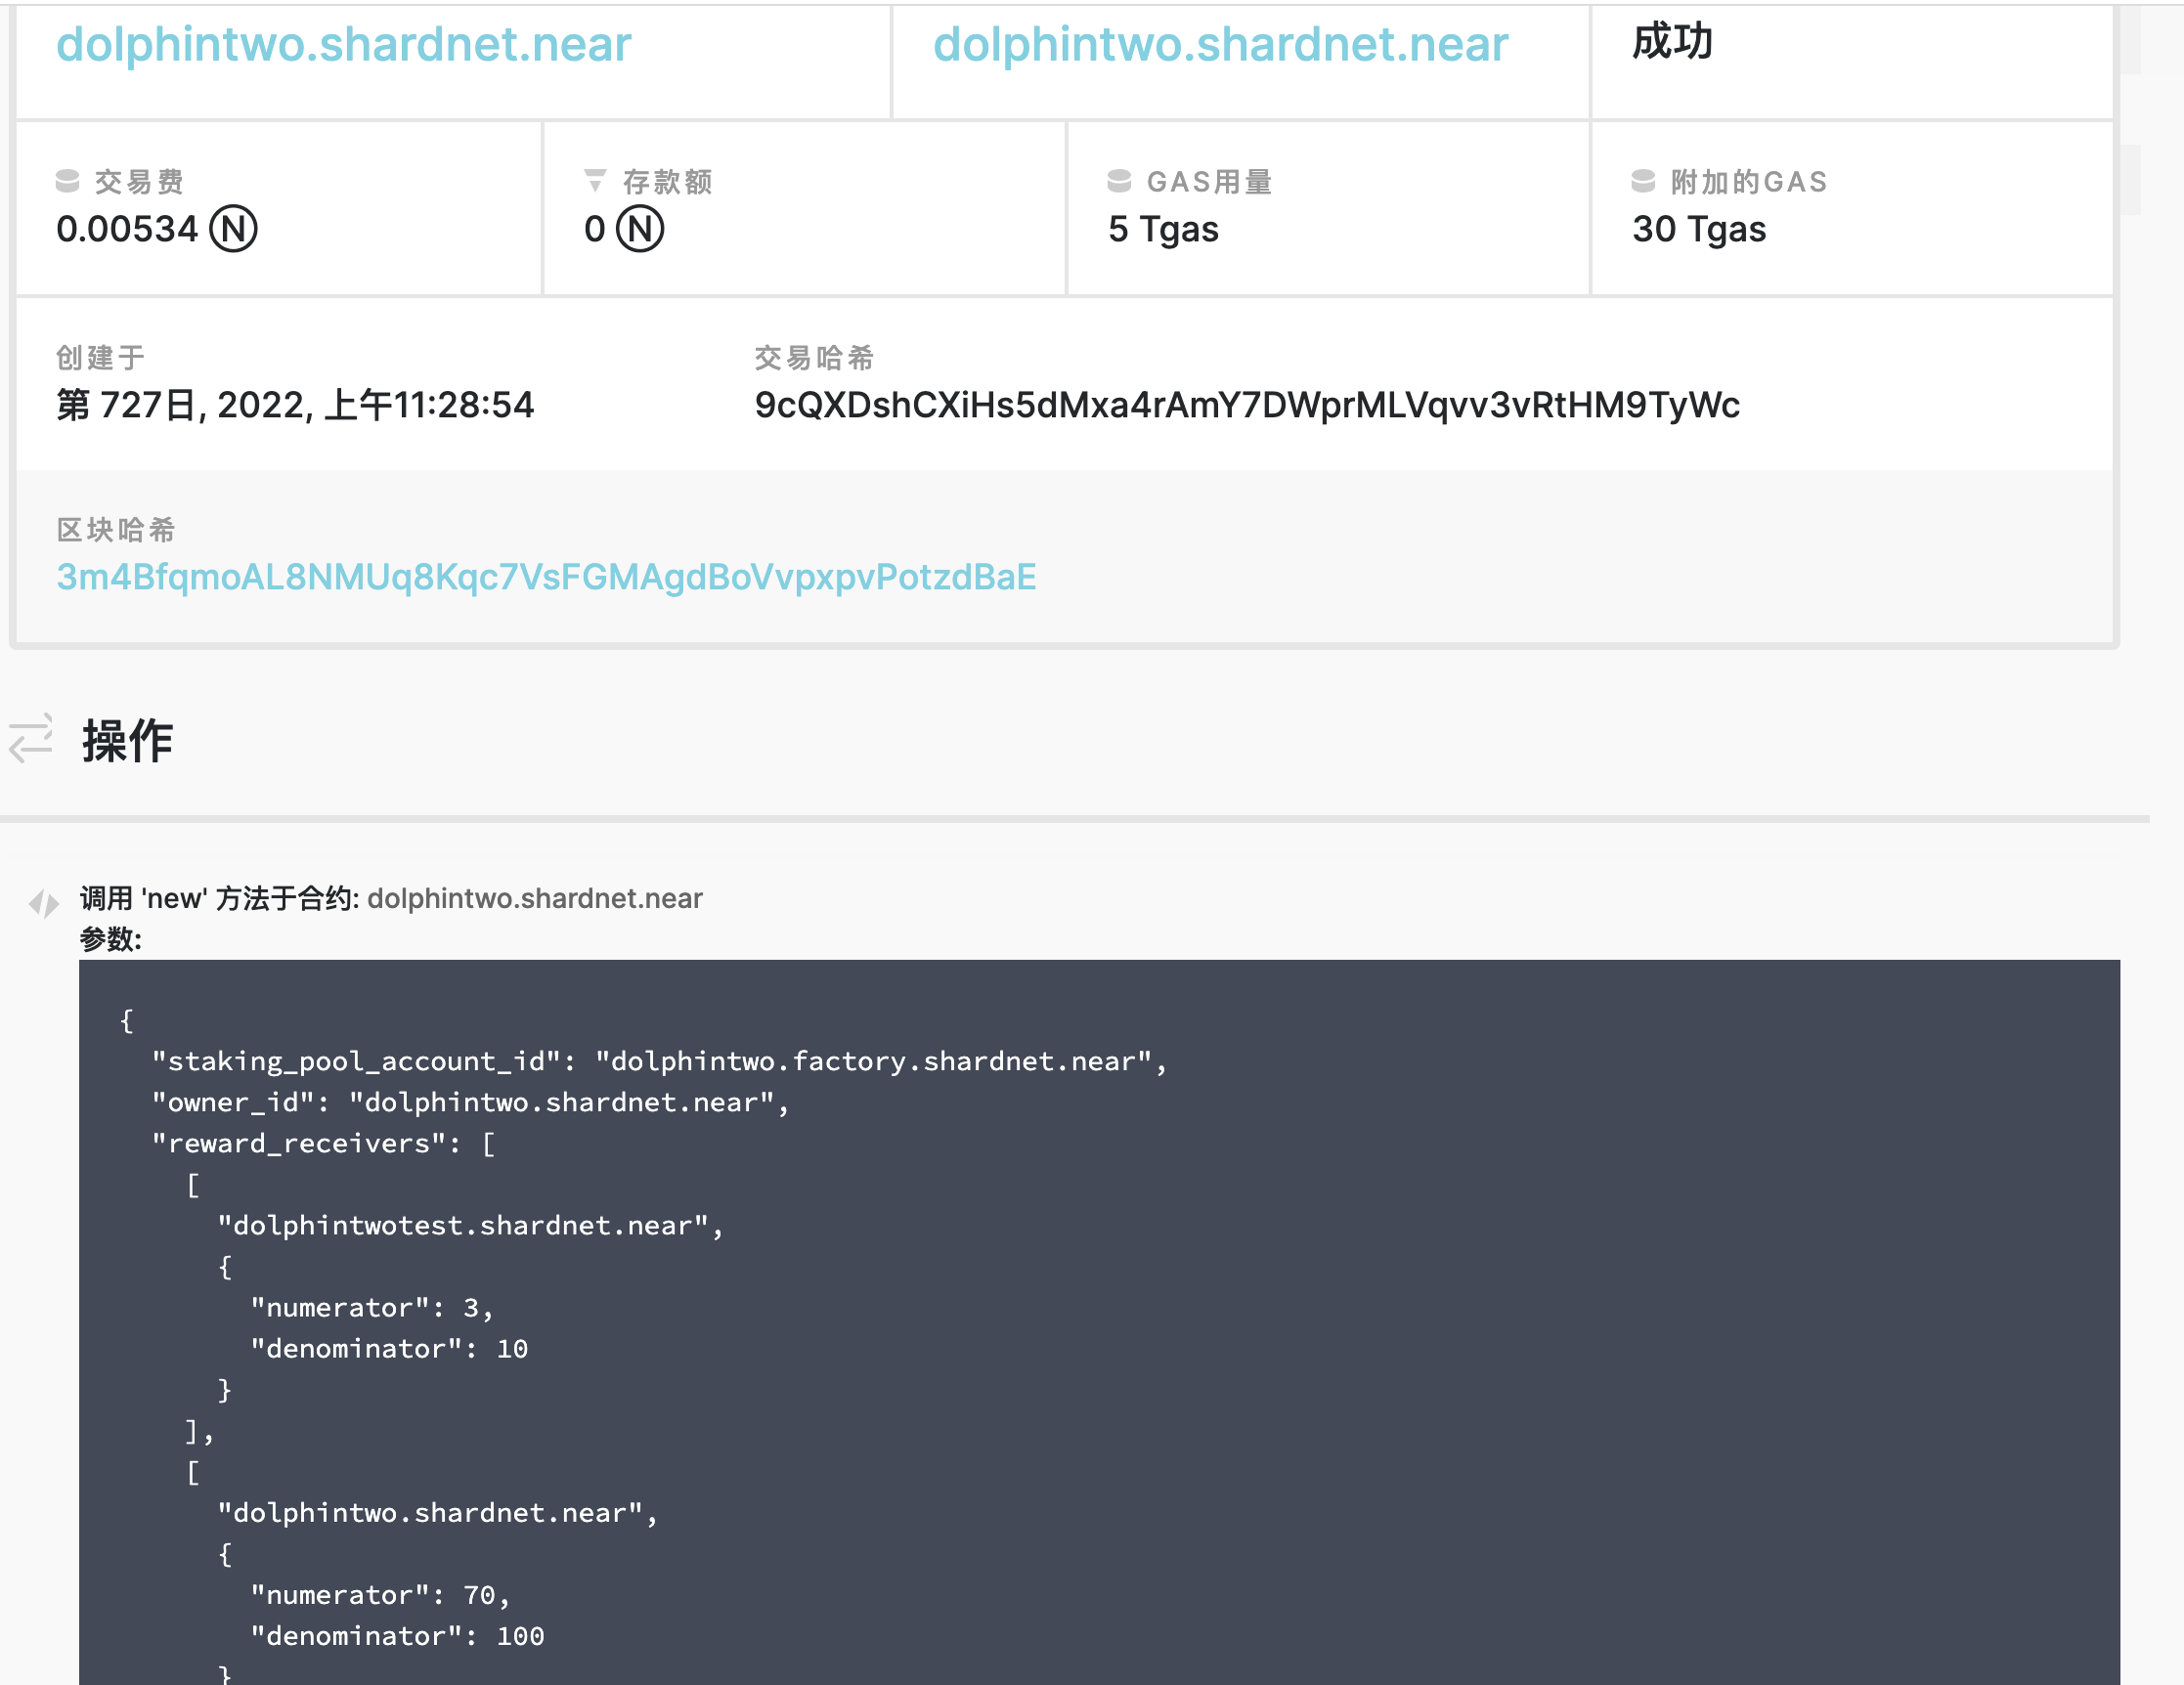 dolphintwo.shardnet.near dolphintwo.shardnet.near 成功
交易费 存款额 GAS用量 附加的GAS
0.00534 N 0 N 5 Tgas 30 Tgas
创建于 交易哈希
第 727日, 2022, 上午11:28:54 9cQXDshCXiHs5dMxa4rAmY7DWprMLVqvv3vRtHM9TyWc
区块哈希
3m4BfqmoAL8NMUq8Kqc7VsFGMAgdBoVvpxpvPotzdBaE
操作
调用 'new' 方法于合约: dolphintwo.shardnet.near
参数:
{
"staking_pool_account_id": "dolphintwo.factory.shardnet.near",
"owner_id": "dolphintwo.shardnet.near",
"reward_receivers": [
[
"dolphintwotest.shardnet.near",
{
"numerator": 3,
"denominator": 10
}
],
[
"dolphintwo.shardnet.near",
{
"numerator": 70,
"denominator": 100
}